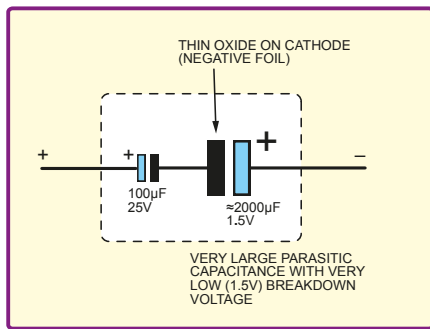 THIN OXIDE ON CATHODE
(NEGATIVE FOIL)
+
+
+
–
100µF
25V
≈2000µF
1.5V
VERY LARGE PARASITIC
CAPACITANCE WITH VERY
LOW (1.5V) BREAKDOWN
VOLTAGE